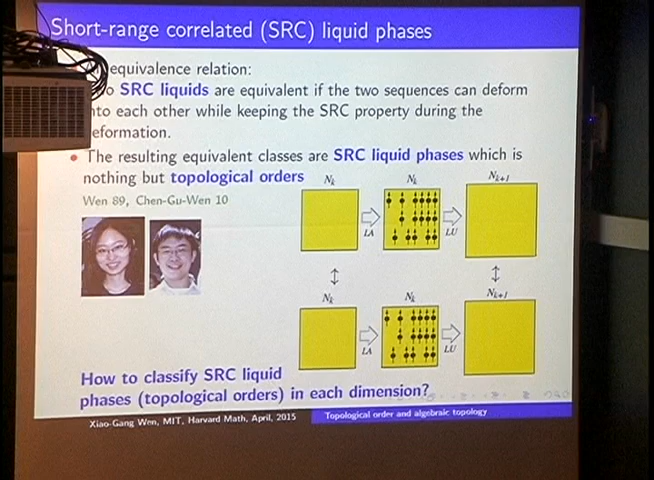 Short-range correlated (SRC) liquid phases
equivalence relation:
SRC liquids are equivalent if the two sequences can deform
to each other while keeping the SRC property during the
eformation.
The resulting equivalent classes are SRC liquid phases which is
nothing but topological orders
Wen 89, Chen-Gu-Wen 10
N_k N_k N_{k+1}
LA LU
N_k N_k N_{k+1}
LA LU
How to classify SRC liquid
phases (topological orders) in each dimension?
Xiao-Gang Wen, MIT, Harvard Math, April, 2015 Topological order and algebraic topology